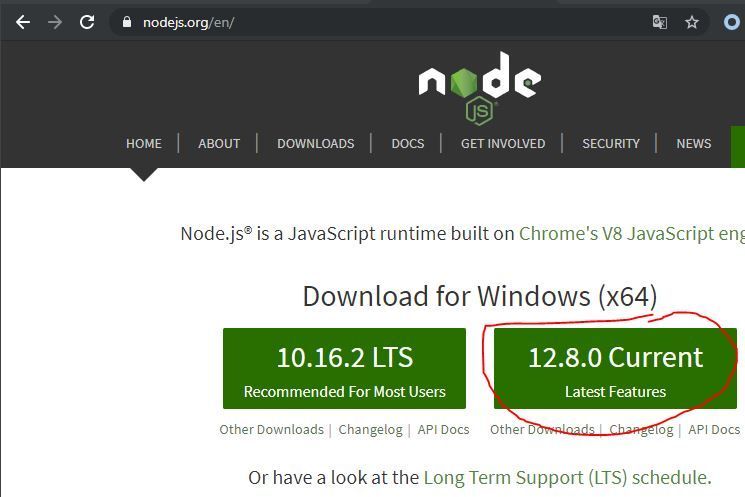 nodejs.org/en/
node
JS
HOME | ABOUT | DOWNLOADS | DOCS | GET INVOLVED | SECURITY | NEWS
Node.js® is a JavaScript runtime built on Chrome's V8 JavaScript eng
Download for Windows (x64)
10.16.2 LTS
Recommended For Most Users
12.8.0 Current
Latest Features
Other Downloads | Changelog | API Docs
Other Downloads | Changelog | API Docs
Or have a look at the Long Term Support (LTS) schedule.